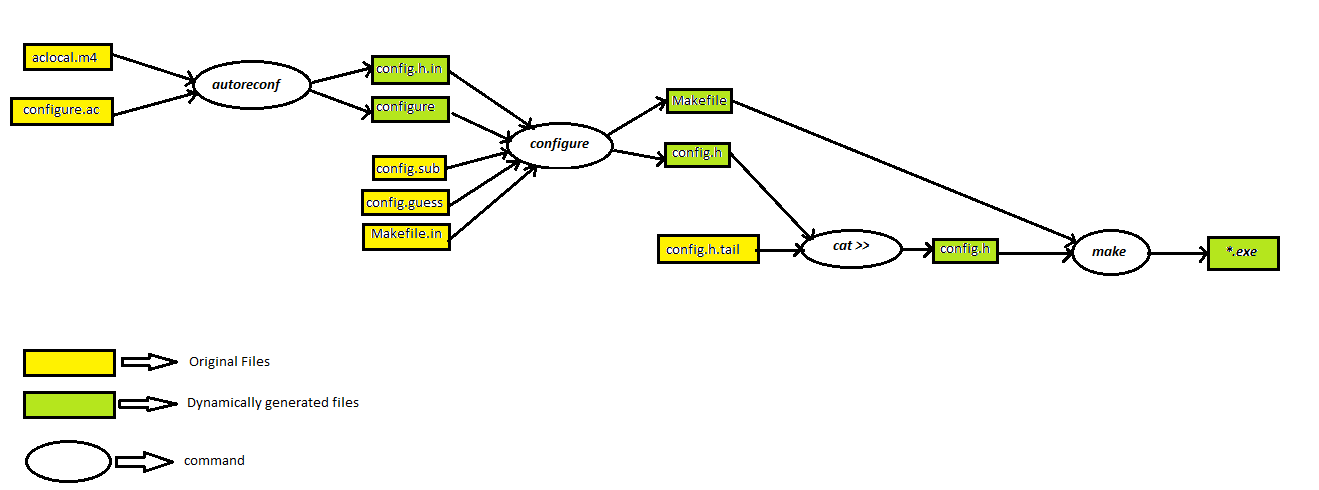 aclocal.m4
configure.ac
autoreconf
config.h.in
configure
config.sub
config.guess
Makefile.in
configure
Makefile
config.h
config.h.tail
cat >>
config.h
make
*.exe
Original Files
Dynamically generated files
command